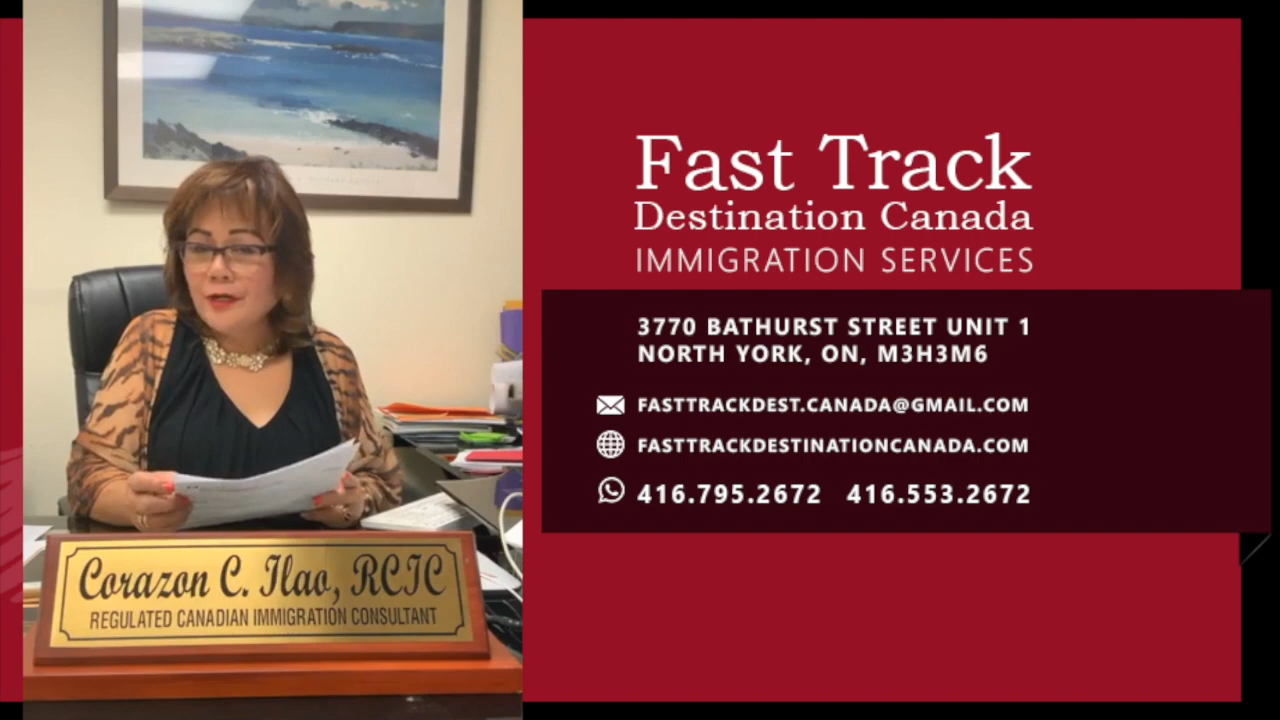 Fast Track
Destination Canada
IMMIGRATION SERVICES
3770 BATHURST STREET UNIT 1
NORTH YORK, ON, M3H3M6
FASTTRACKDEST.CANADA@GMAIL.COM
FASTTRACKDESTINATIONCANADA.COM
416.795.2672 416.553.2672
Corazon C. Ilao, RCIC
REGULATED CANADIAN IMMIGRATION CONSULTANT